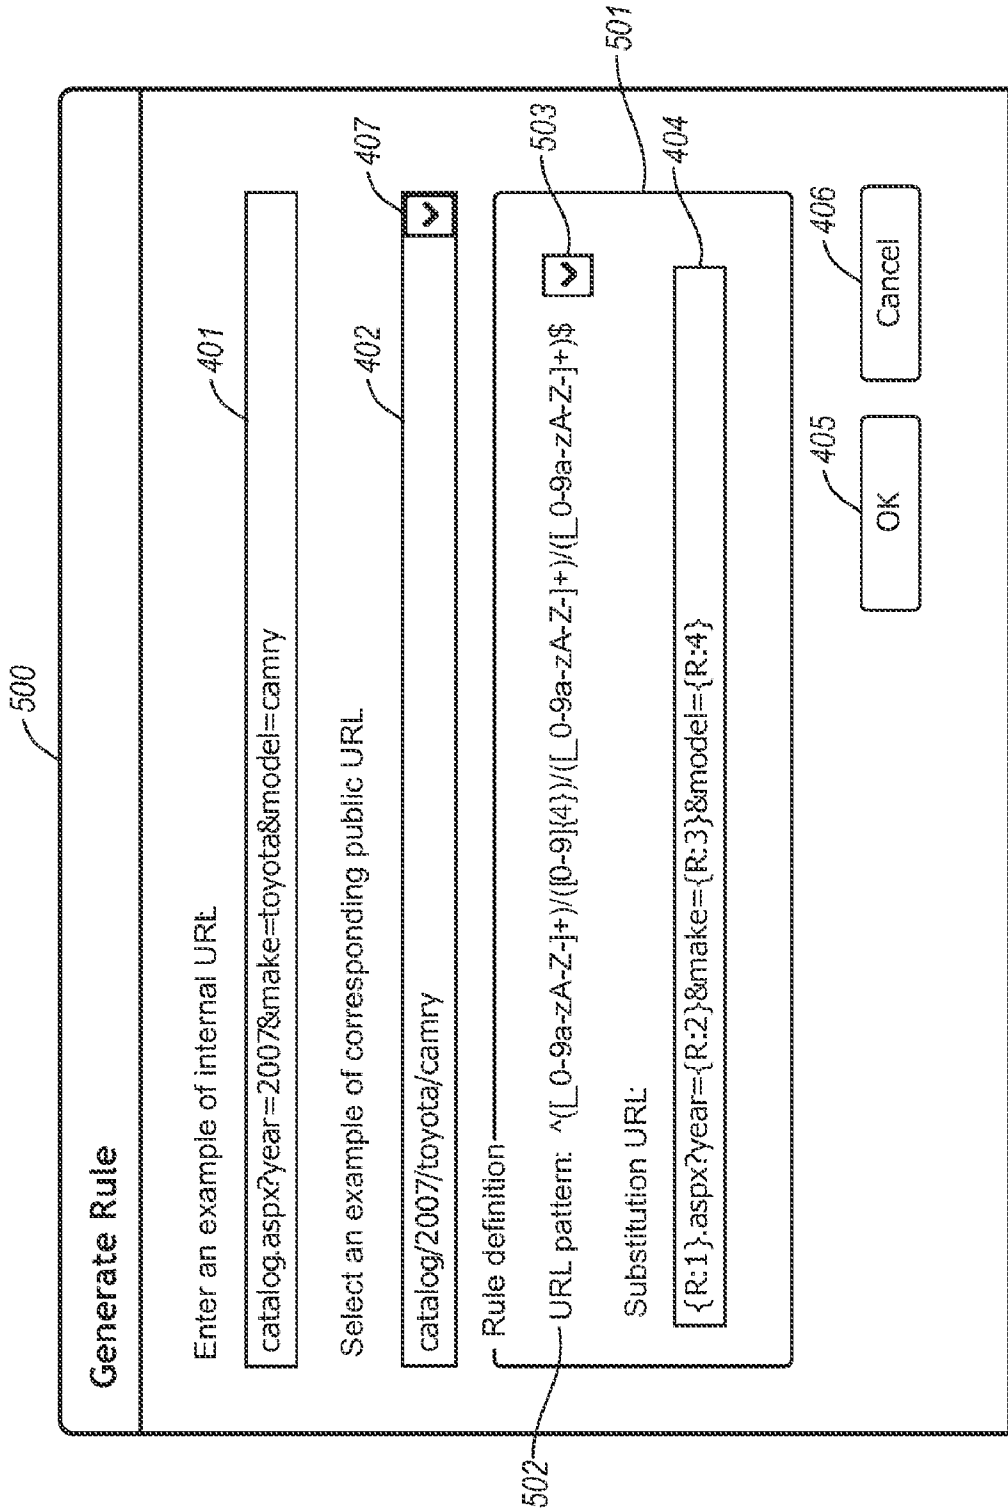 500
Generate Rule
Enter an example of internal URL:
401
catalog.aspx?year=2007&make=toyota&model=camry
Select an example of corresponding public URL:
402
407
catalog/2007/toyota/camry
Rule definition
501
502
URL pattern: ^([_0-9a-zA-Z-]+)/([0-9]{4})/([_0-9a-zA-Z-]+)/([_0-9a-zA-Z-]+)$
503
Substitution URL:
404
{R:1}.aspx?year={R:2}&make={R:3}&model={R:4}
405
406
OK
Cancel